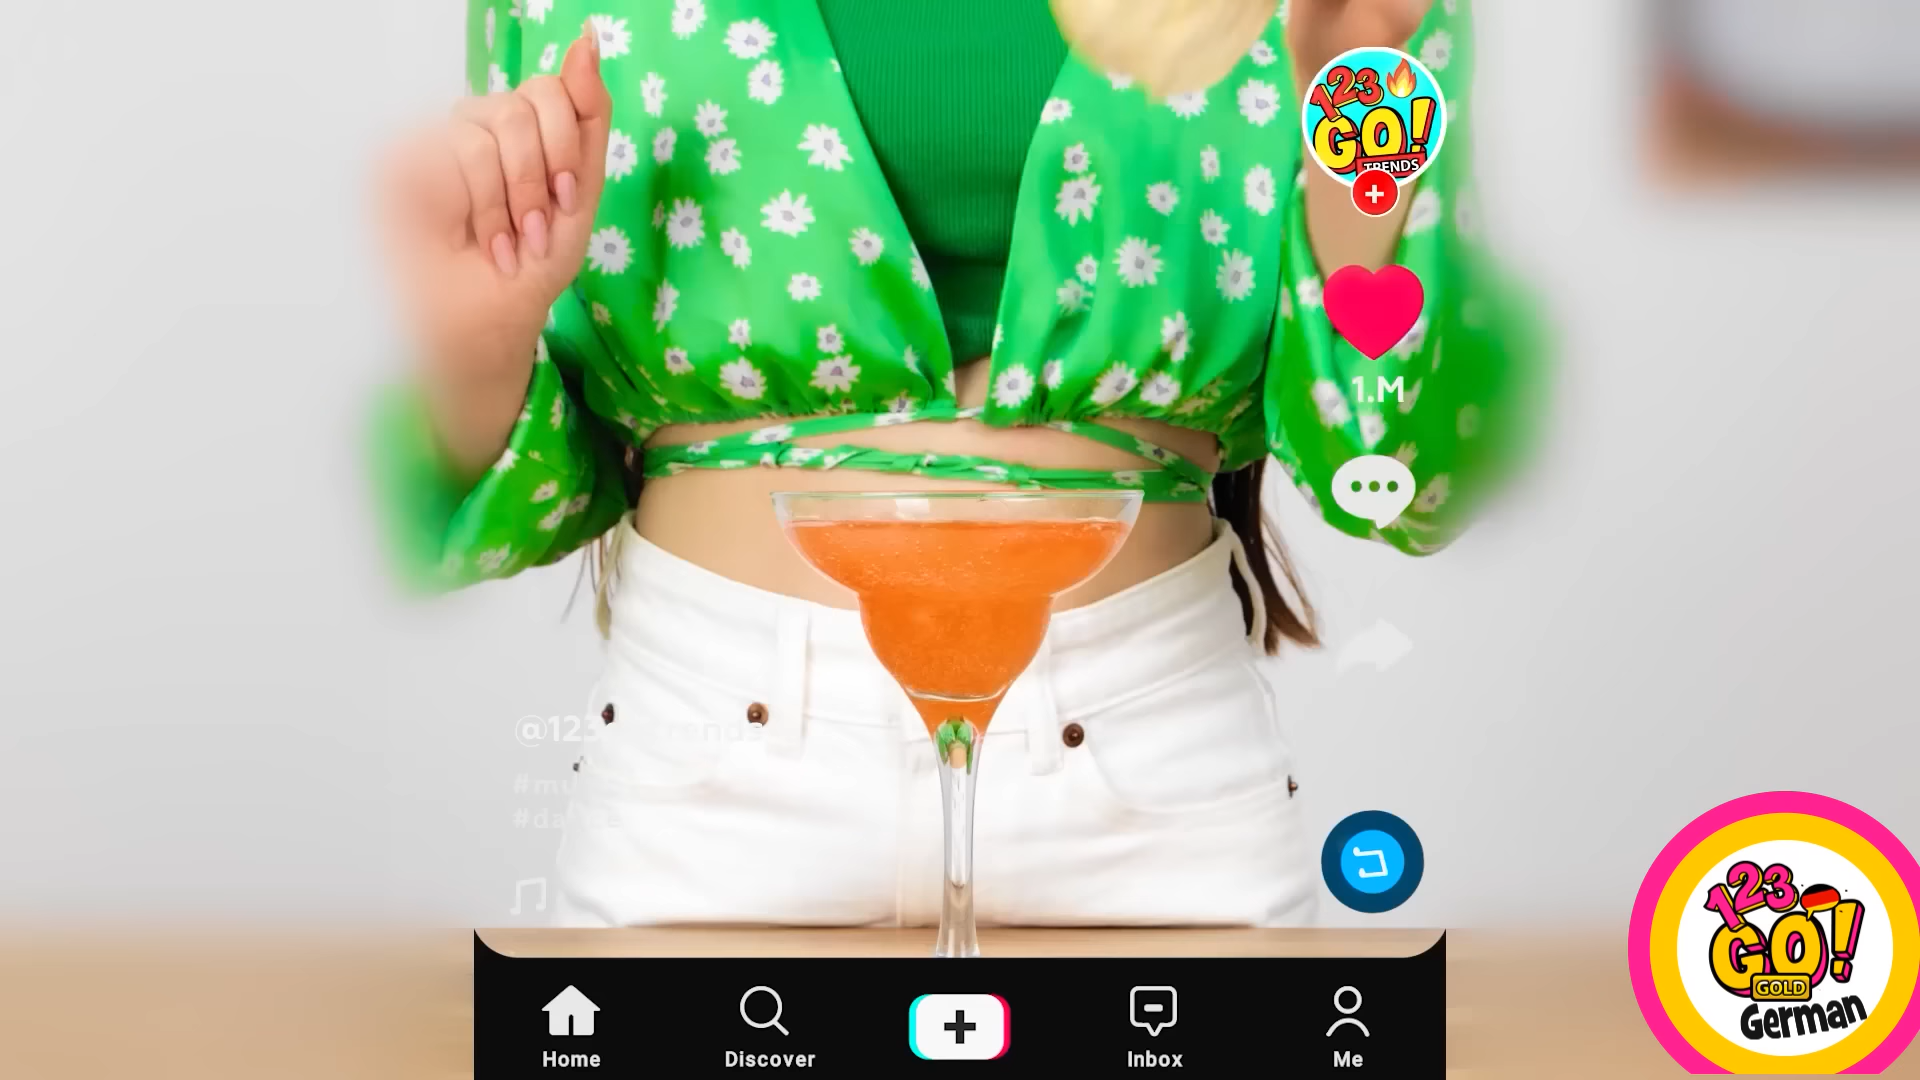 123
GO!
TRENDS
1.M
Home
Discover
Inbox
Me
123
GO!
GOLD
German